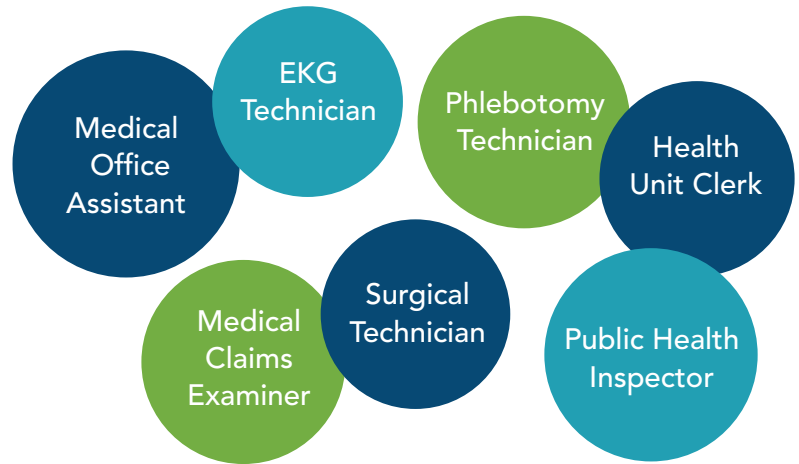 Medical
Office
Assistant
EKG
Technician
Phlebotomy
Technician
Health
Unit Clerk
Medical
Claims
Examiner
Surgical
Technician
Public Health
Inspector